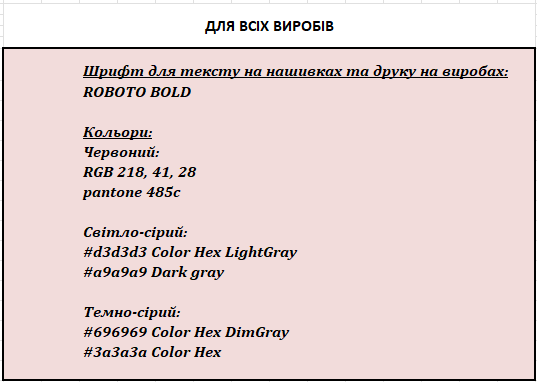 ДЛЯ ВСІХ ВИРОБІВ
Шрифт для тексту на нашивках та друку на виробах:
ROBOTO BOLD
Кольори:
Червоний:
RGB 218, 41, 28
pantone 485c
Світло-сірий:
#d3d3d3 Color Hex LightGray
#a9a9a9 Dark gray
Темно-сірий:
#696969 Color Hex DimGray
#3a3a3a Color Hex